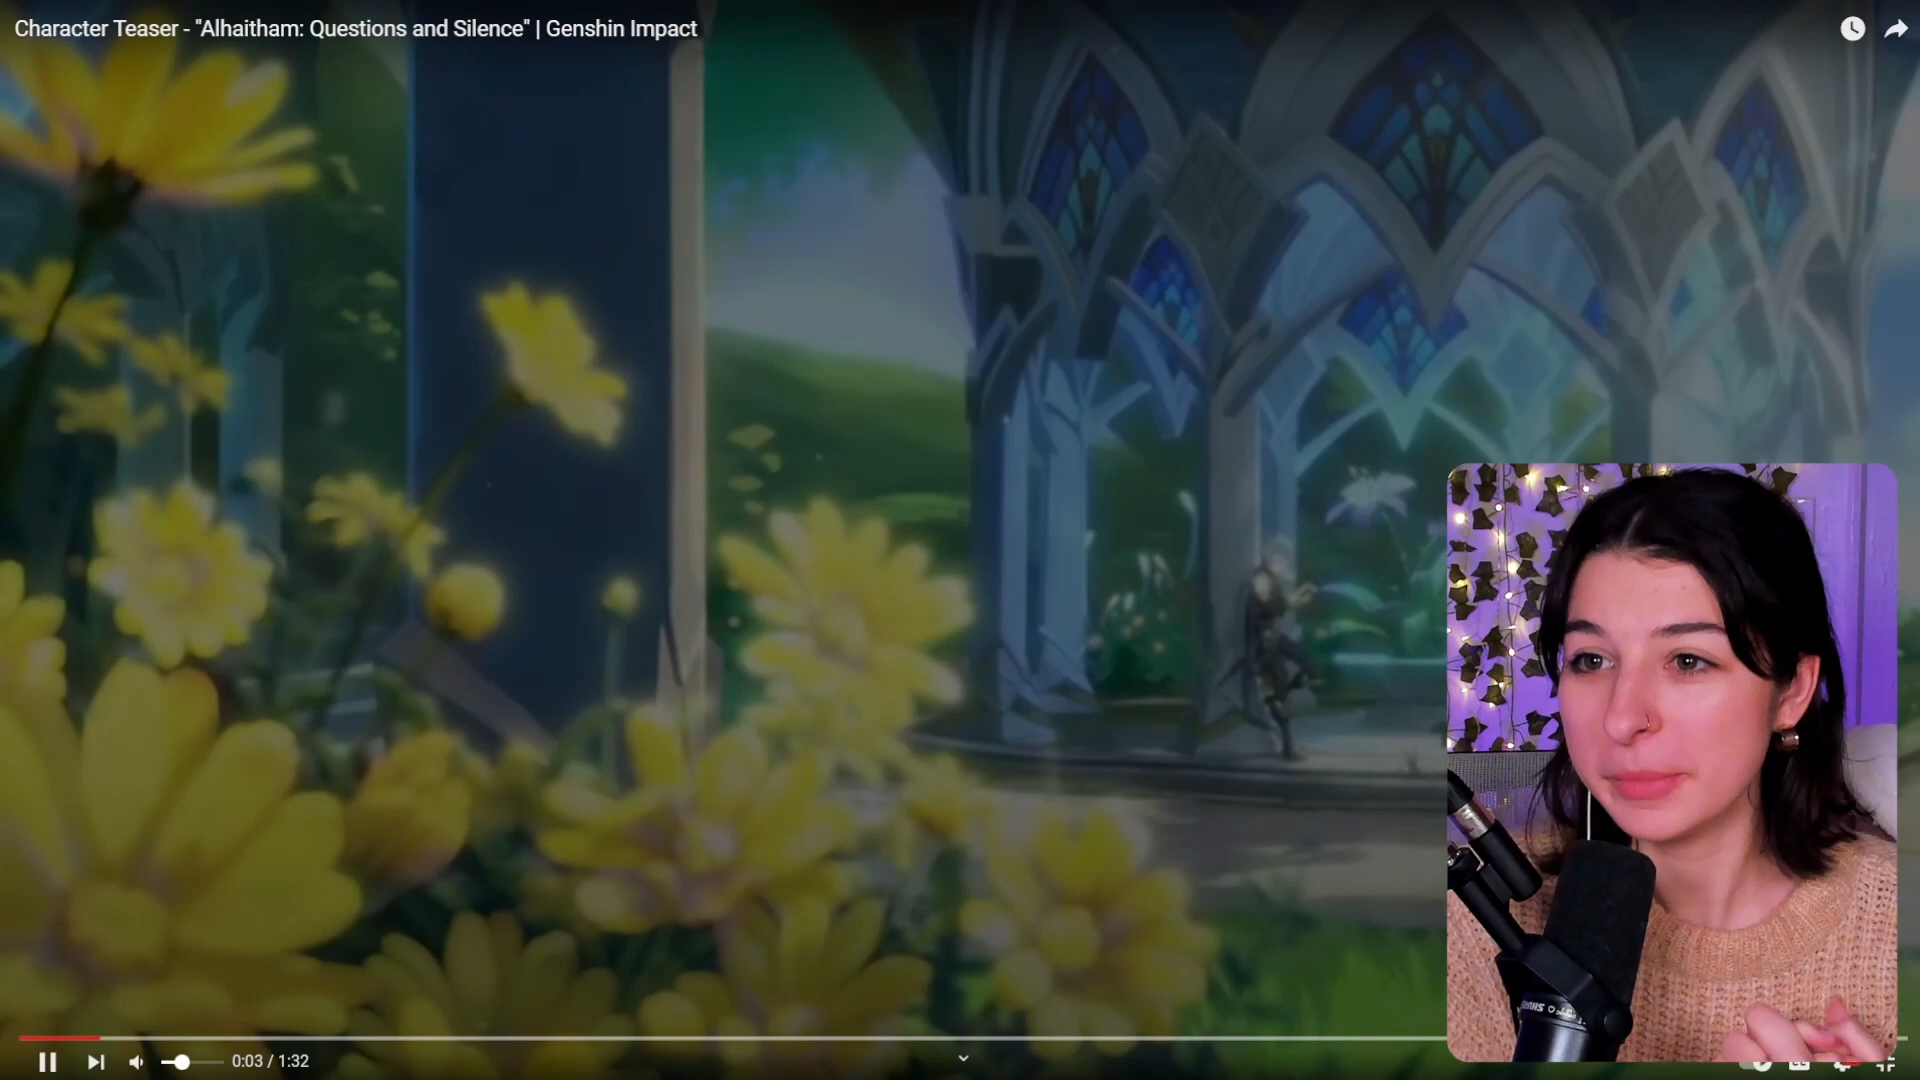 Character Teaser - "Alhaitham: Questions and Silence" | Genshin Impact
0:03 / 1:32